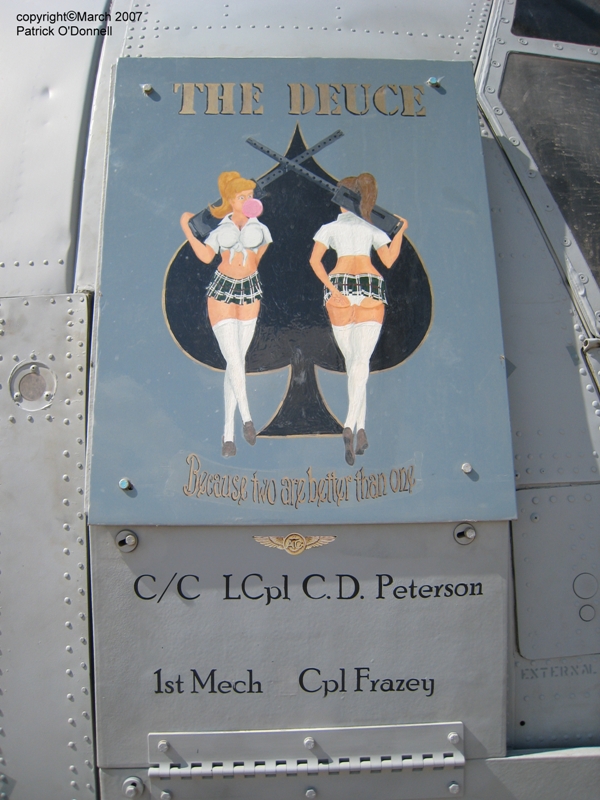 copyright©March 2007
Patrick O'Donnell
THE DEUCE
Because two are better than one
C/C LCpl C.D. Peterson
1st Mech Cpl Frazey
EXTERNAL